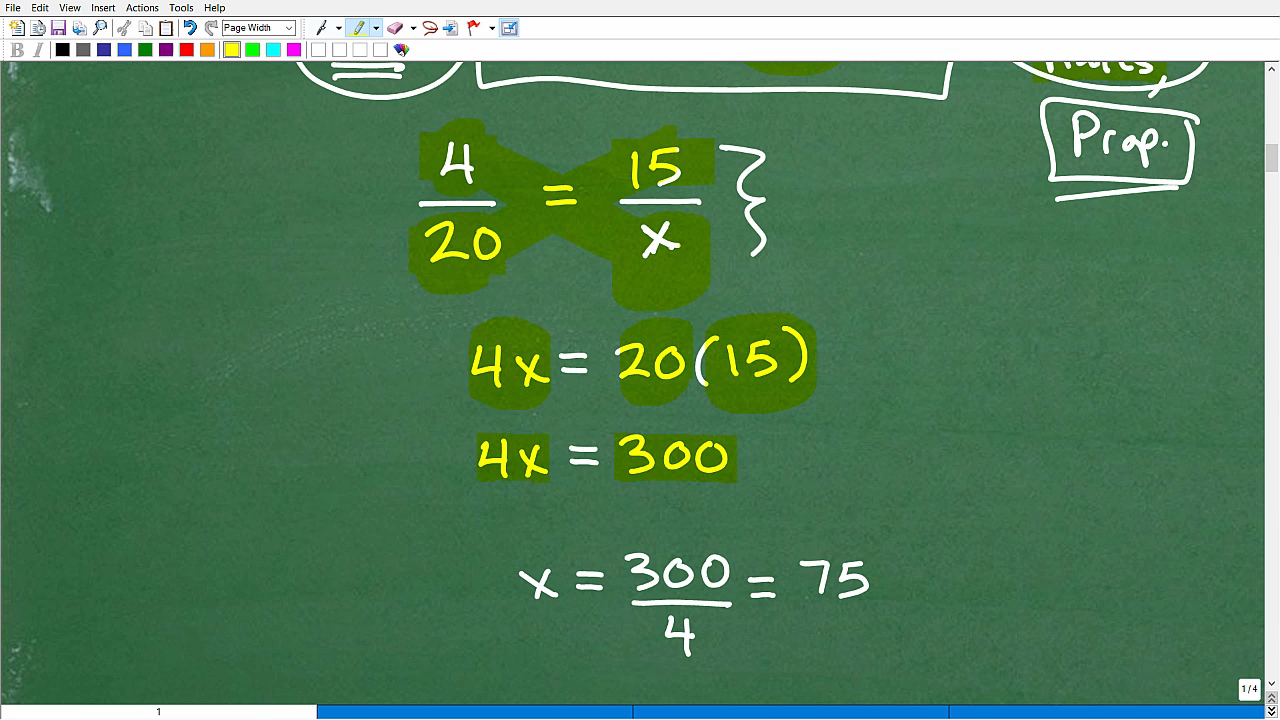 File Edit View Insert Actions Tools Help
Page Width
B I
Prop.
4/20 = 15/x
4x = 20(15)
4x = 300
x = 300/4 = 75
1/4
1